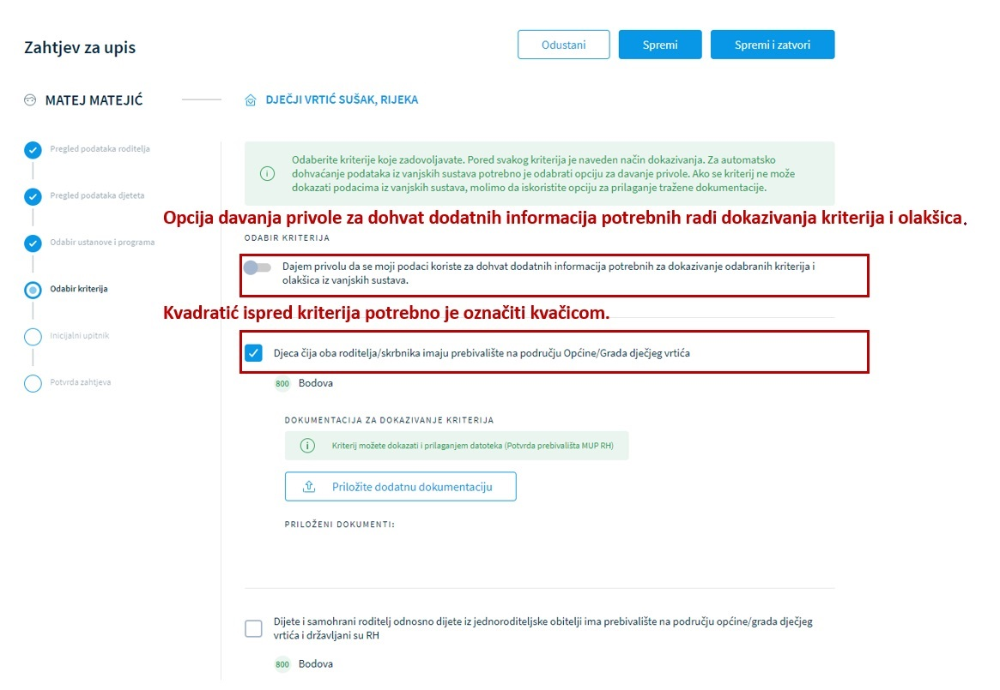 Zahtjev za upis
Odustani
Spremi
Spremi i zatvori
MATEJ MATEJIĆ
DJEČJI VRTIĆ SUŠAK, RIJEKA
Pregled podataka roditelja
Pregled podataka djeteta
Odabir ustanove i programa
Odabir kriterija
Inicijalni upitnik
Potvrda zahtjeva
Odaberite kriterije koje zadovoljavate. Pored svakog kriterija je naveden način dokazivanja. Za automatsko
dohvaćanje podataka iz vanjskih sustava potrebno je odabrati opciju za davanje privole. Ako se kriterij ne može
dokazati podacima iz vanjskih sustava, molimo da iskoristite opciju za prilaganje tražene dokumentacije.
Opcija davanja privole za dohvat dodatnih informacija potrebnih radi dokazivanja kriterija i olakšica.
ODABIR KRITERIJA
Dajem privolu da se moji podaci koriste za dohvat dodatnih informacija potrebnih za dokazivanje odabranih kriterija i
olakšica iz vanjskih sustava.
Kvadratić ispred kriterija potrebno je označiti kvačicom.
Djeca čija oba roditelja/skrbnika imaju prebivalište na području Općine/Grada dječjeg vrtića
800 Bodova
DOKUMENTACIJA ZA DOKAZIVANJE KRITERIJA
Kriterij možete dokazati i prilaganjem datoteka (Potvrda prebivališta MUP RH)
Priložite dodatnu dokumentaciju
PRILOŽENI DOKUMENTI:
Dijete i samohrani roditelj odnosno dijete iz jednoroditeljske obitelji ima prebivalište na području općine/grada dječjeg
vrtića i državljani su RH
800 Bodova